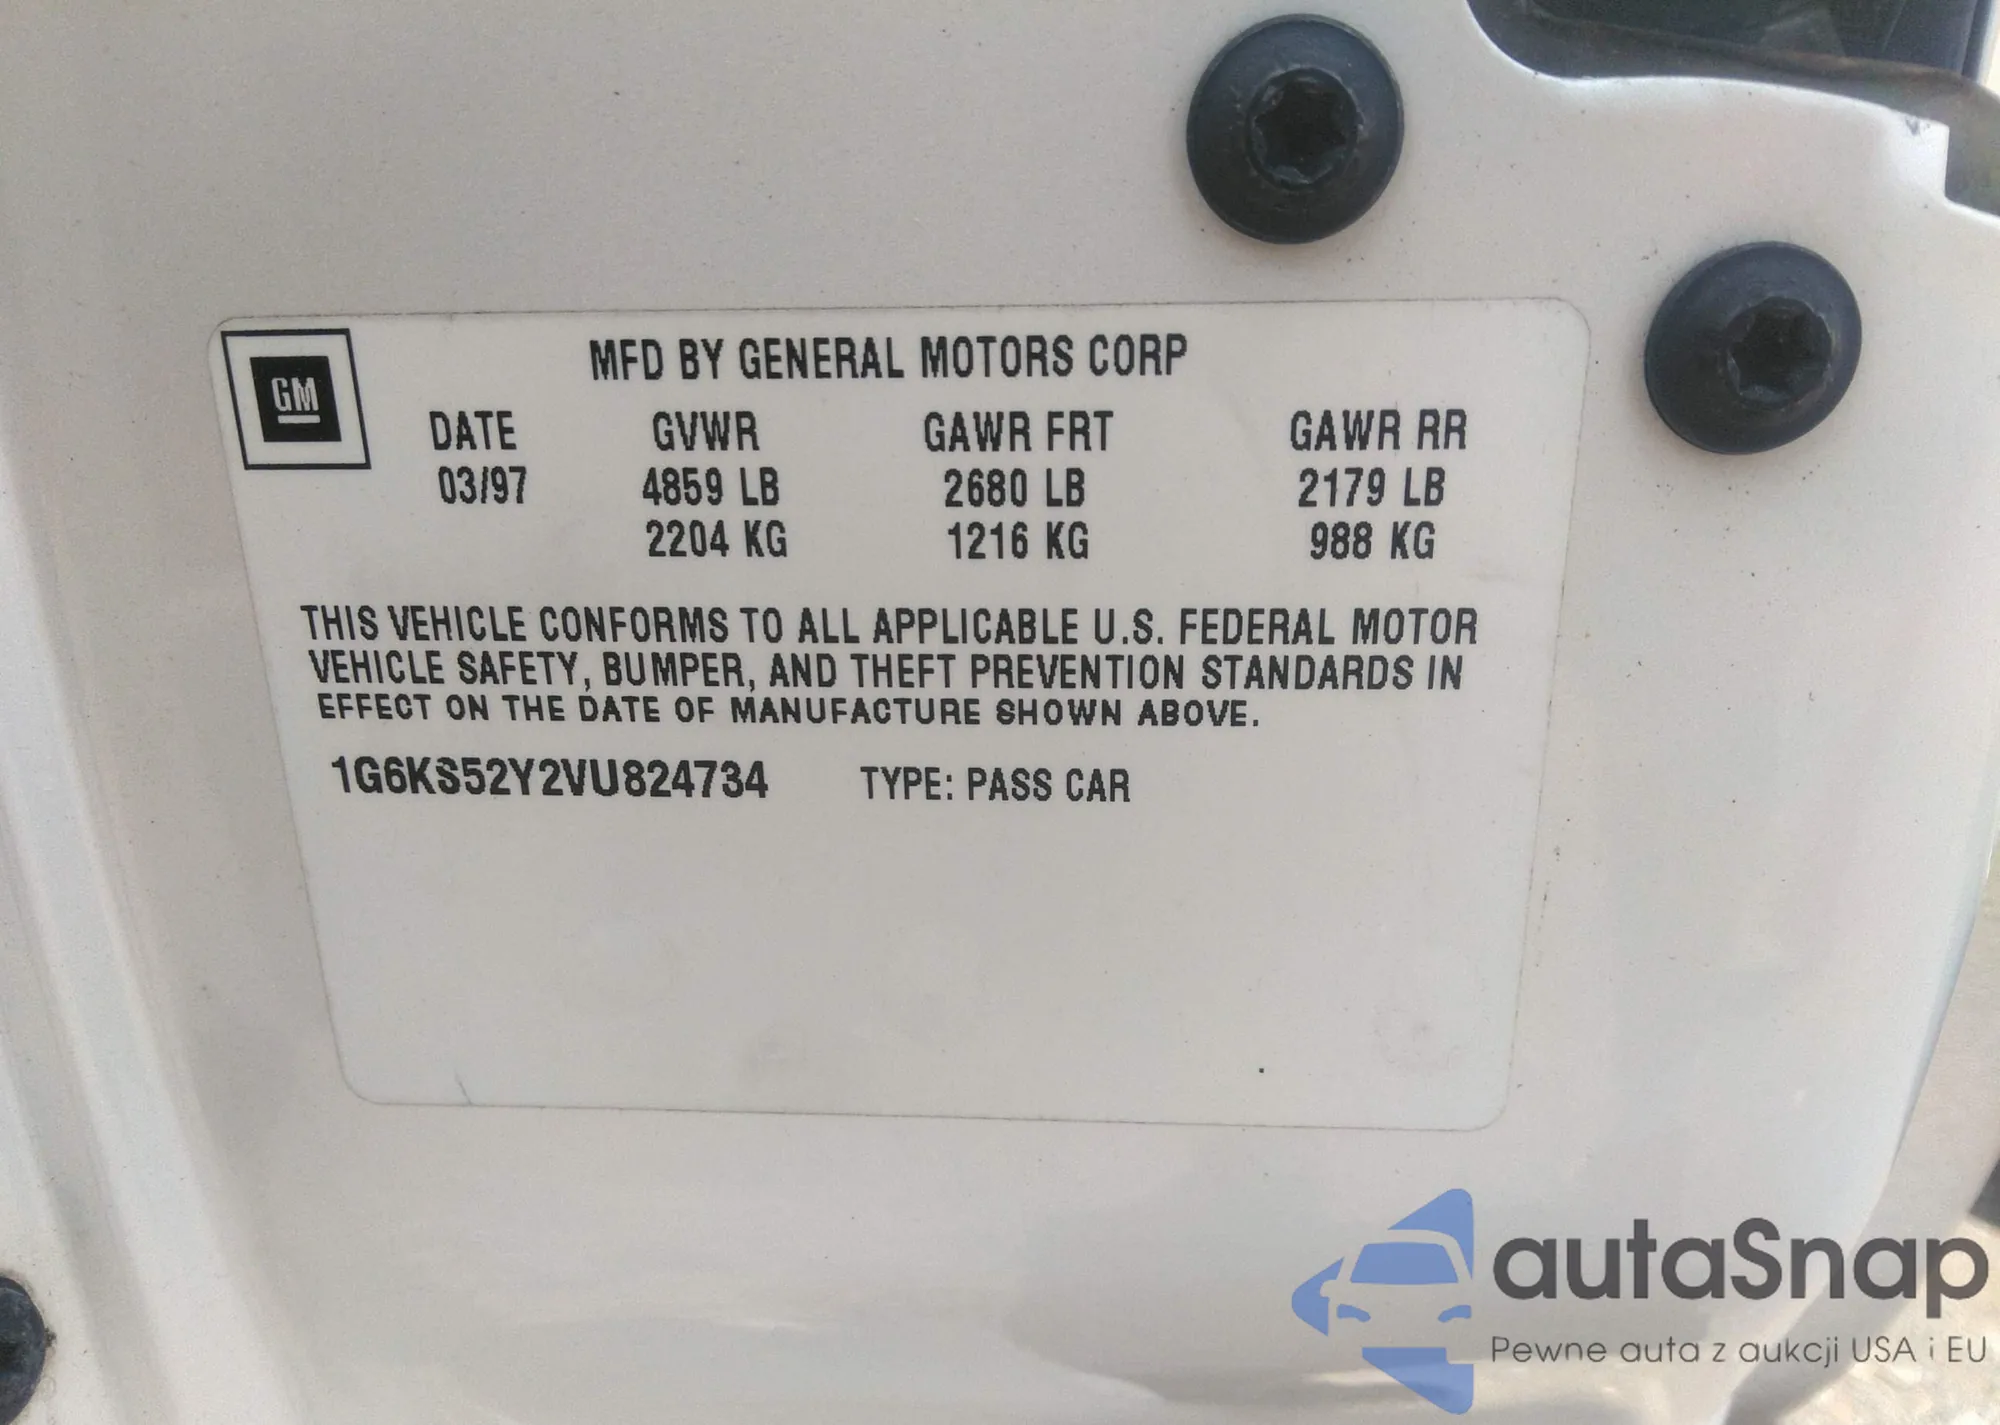 GM
MFD BY GENERAL MOTORS CORP
DATE GVWR GAWR FRT GAWR RR
03/97 4859 LB 2680 LB 2179 LB
2204 KG 1216 KG 988 KG
THIS VEHICLE CONFORMS TO ALL APPLICABLE U.S. FEDERAL MOTOR
VEHICLE SAFETY, BUMPER, AND THEFT PREVENTION STANDARDS IN
EFFECT ON THE DATE OF MANUFACTURE SHOWN ABOVE.
1G6KS52Y2VU824734 TYPE: PASS CAR
autaSnap
Pewne auta z aukcji USA i EU